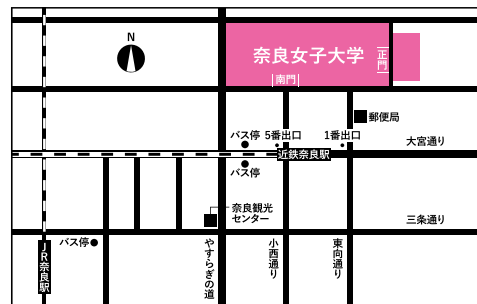 N
奈良女子大学
正門
南門
郵便局
バス停
5番出口
1番出口
大宮通り
近鉄奈良駅
バス停
奈良観光
センター
三条通り
バス停
JR奈良駅
やすらぎの道
小西通り
東向通り